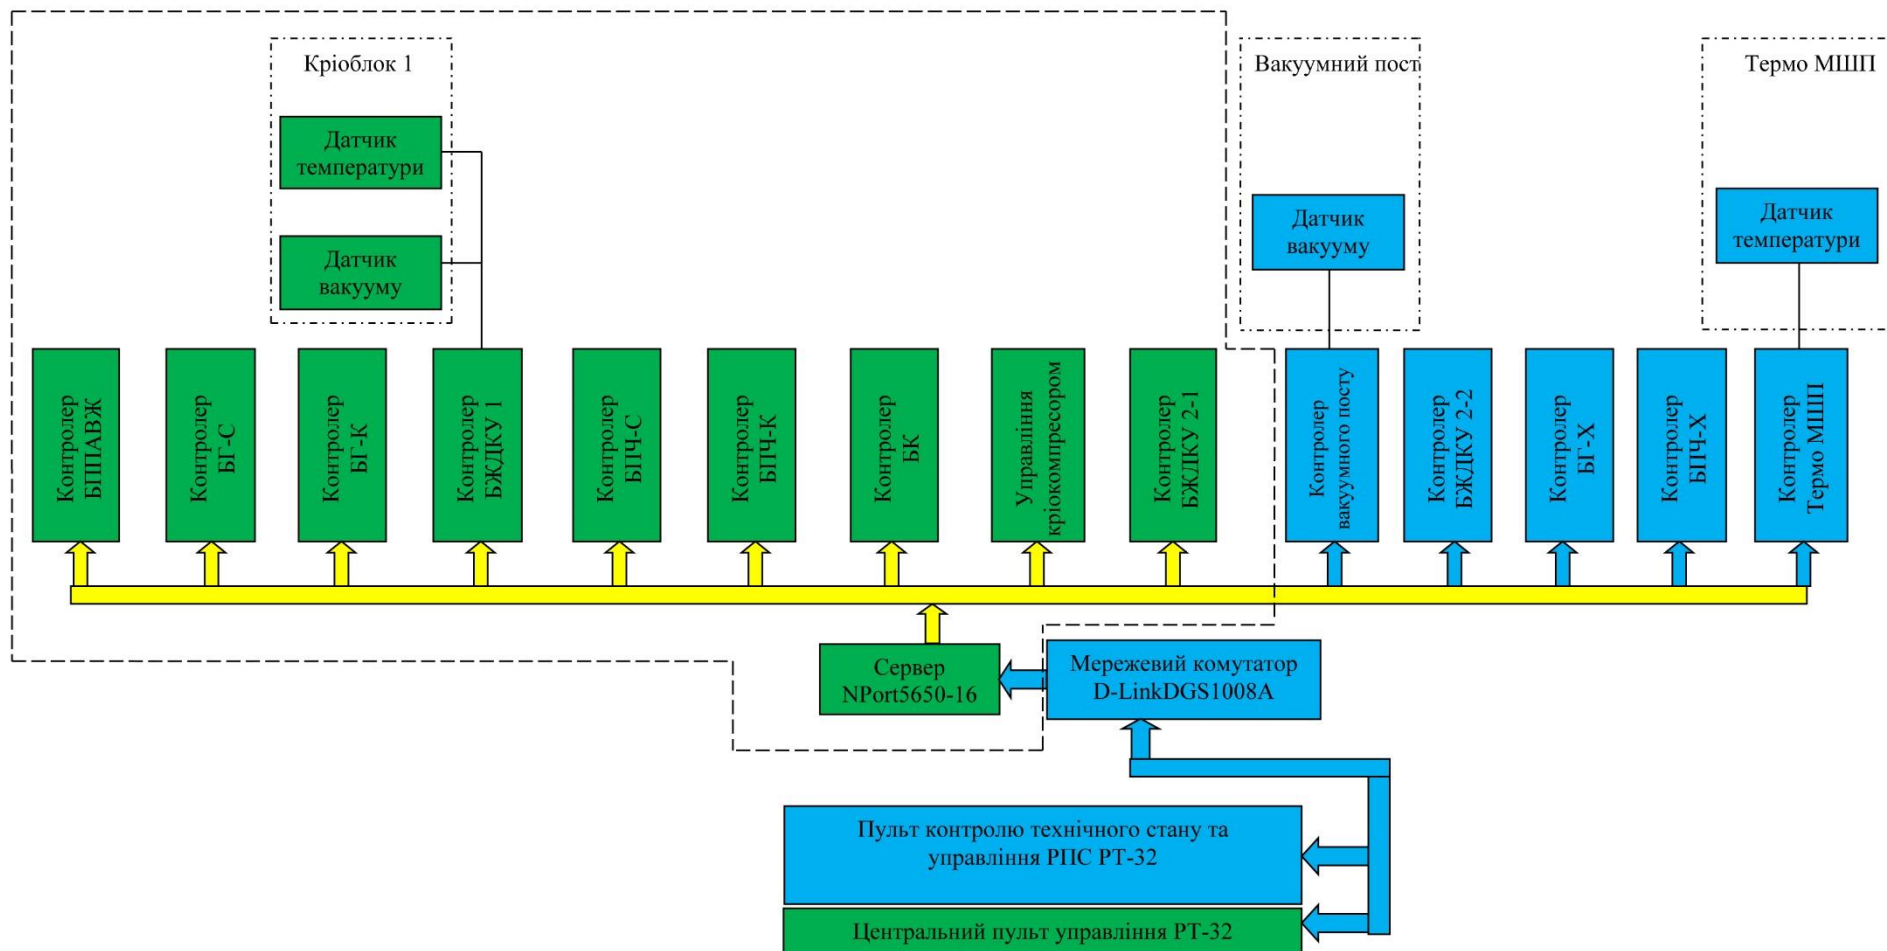 Кріоблок 1
Вакуумний пост
Термо МШП
Датчик
температури
Датчик
вакууму
Датчик
вакууму
Датчик
температури
Контролер
БППАВЖ
Контролер
БГ-С
Контролер
БГ-К
Контролер
БЖДКУ 1
Контролер
БПЧ-С
Контролер
БПЧ-К
Контролер
БК
Управління
кріокомпресором
Контролер
БЖДКУ 2-1
Контролер
вакуумного посту
Контролер
БЖДКУ 2-2
Контролер
БГ-Х
Контролер
БПЧ-Х
Контролер
Термо МШП
Сервер
NPort5650-16
Мережевий комутатор
D-LinkDGS1008A
Пульт контролю технічного стану та
управління РПС РТ-32
Центральний пульт управління РТ-32